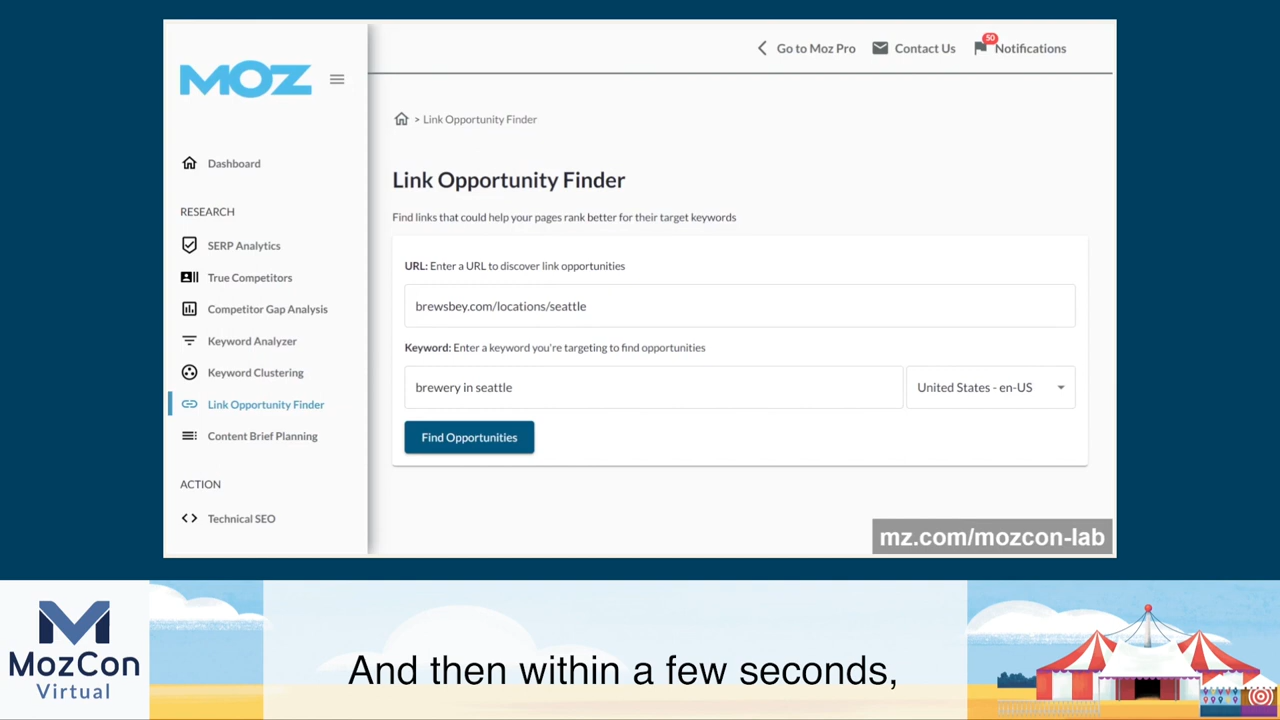 MOZ
Go to Moz Pro
Contact Us
50
Notifications
> Link Opportunity Finder
Dashboard
RESEARCH
SERP Analytics
True Competitors
Competitor Gap Analysis
Keyword Analyzer
Keyword Clustering
Link Opportunity Finder
Content Brief Planning
ACTION
Technical SEO
Link Opportunity Finder
Find links that could help your pages rank better for their target keywords
URL: Enter a URL to discover link opportunities
brewsbey.com/locations/seattle
Keyword: Enter a keyword you're targeting to find opportunities
brewery in seattle
United States - en-US
Find Opportunities
mz.com/mozcon-lab
M
MozCon
Virtual
And then within a few seconds,